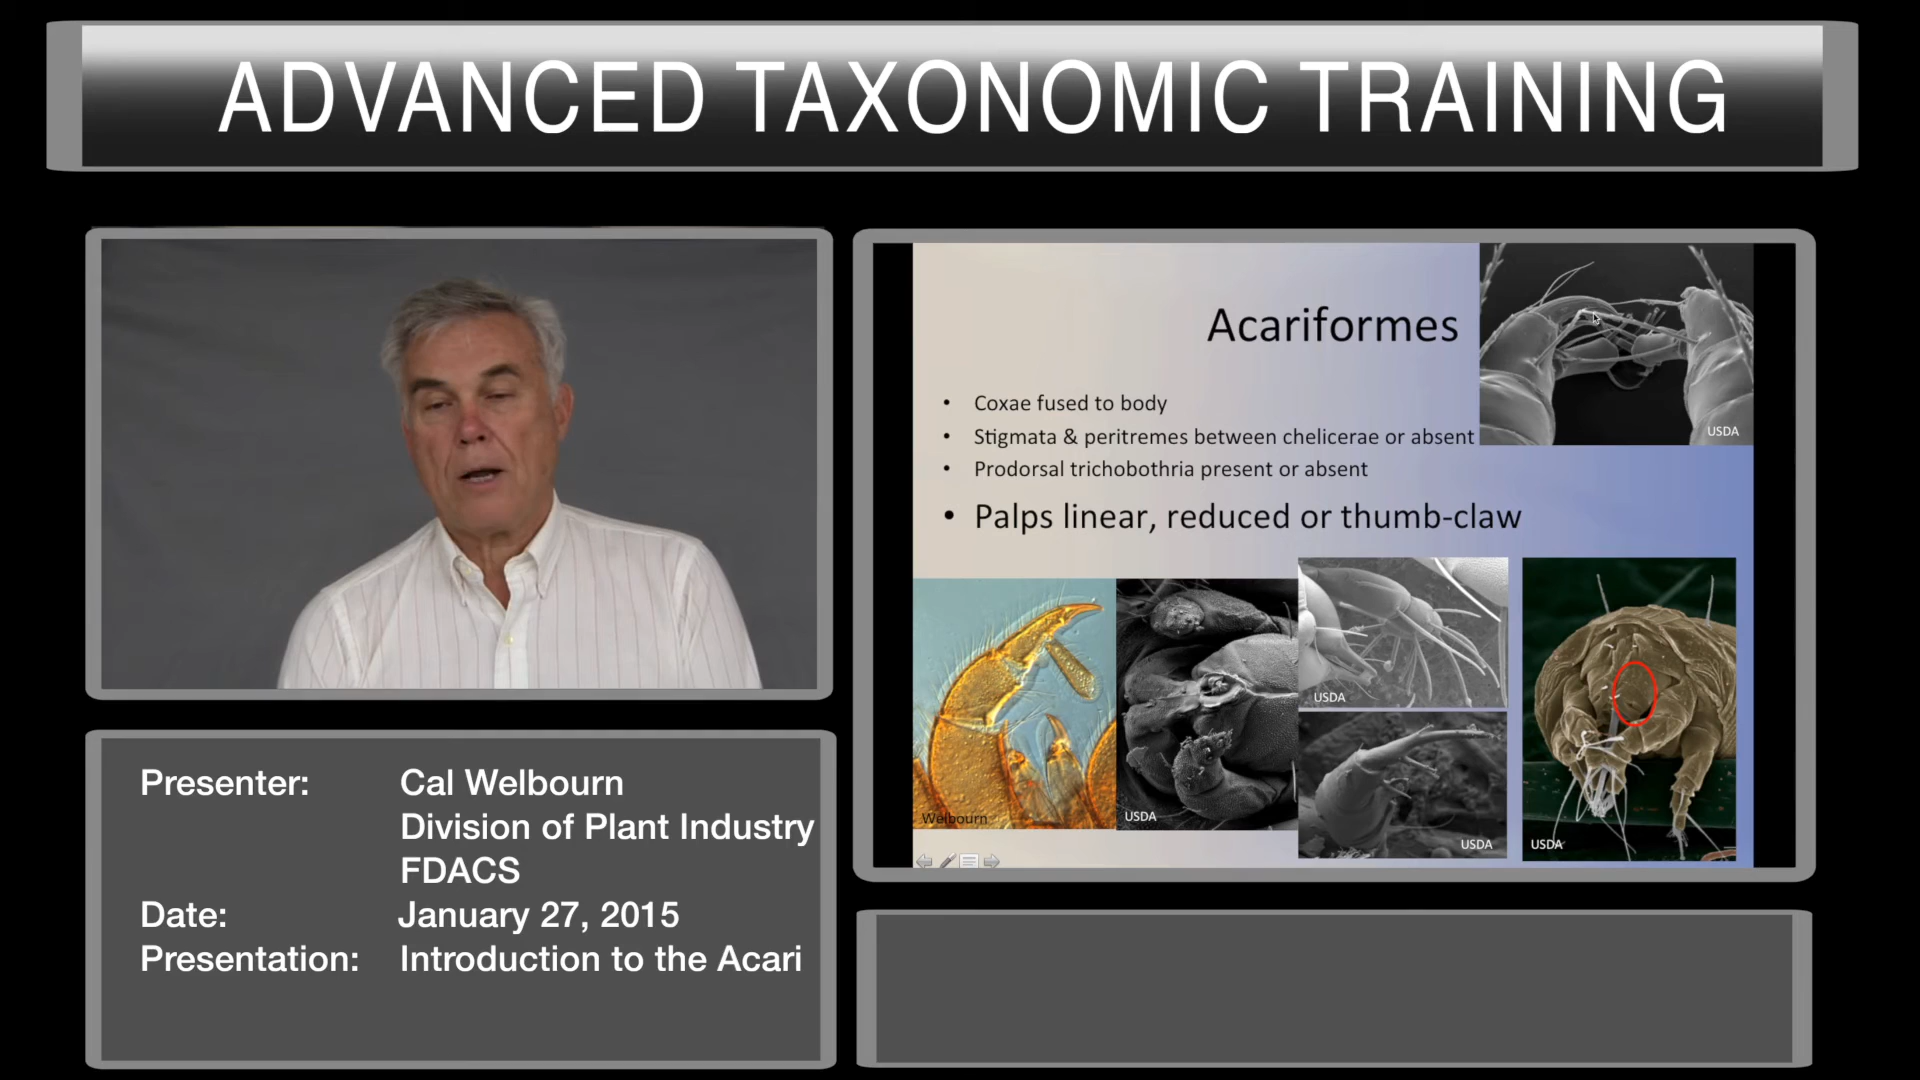 ADVANCED TAXONOMIC TRAINING
Acariformes
USDA
• Coxae fused to body
• Stigmata & peritremes between chelicerae or absent
• Prodorsal trichobothria present or absent
• Palps linear, reduced or thumb-claw
Welbourn
USDA
USDA
USDA
USDA
Presenter: Cal Welbourn
Division of Plant Industry
FDACS
Date: January 27, 2015
Presentation: Introduction to the Acari